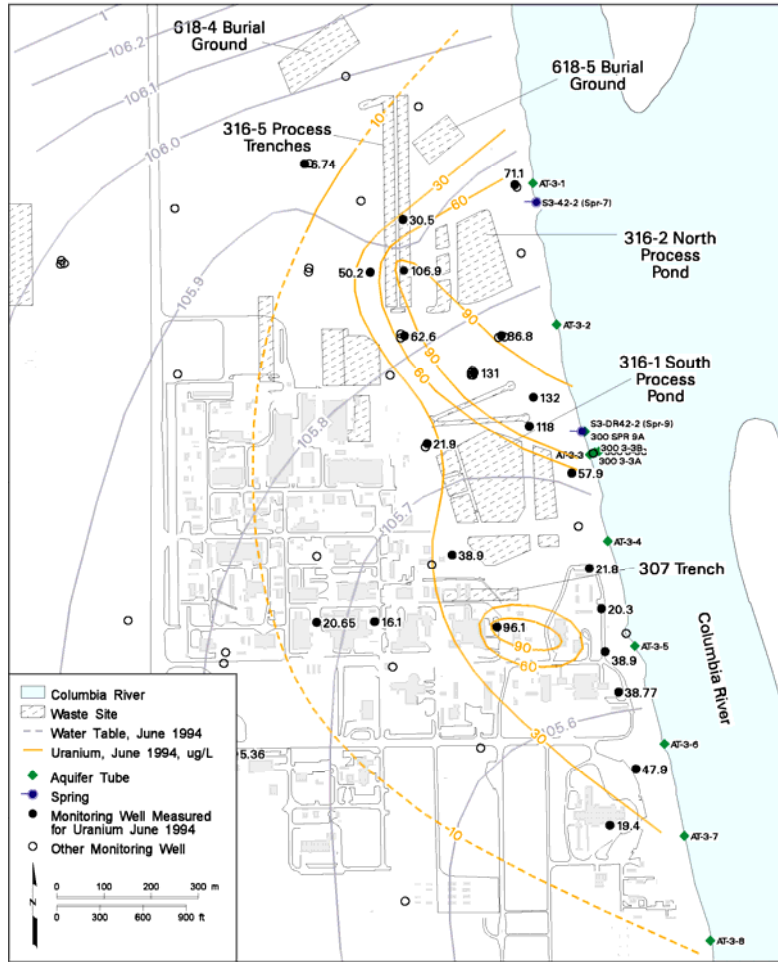 618-4 Burial
Ground
1
106.2
106.1
106.0
618-5 Burial
Ground
316-5 Process
Trenches
10
6.74
30
60
71.1
AT-3-1
S3-42-2 (Spr-7)
30.5
316-2 North
Process
Pond
50.2
106.9
105.9
90
AT-3-2
62.6
86.8
90
60
131
316-1 South
Process
Pond
132
105.8
118
S3-DR42-2 (Spr-9)
300 SPR 9A
21.9
300 3-3B
AT-3-3
300 3-3A
57.9
105.7
AT-3-4
38.9
21.8
307 Trench
20.3
20.65
16.1
96.1
90
60
AT-3-5
38.9
38.77
Columbia River
105.6
30
AT-3-6
5.36
47.9
10
19.4
AT-3-7
AT-3-8
Columbia River
Waste Site
Water Table, June 1994
Uranium, June 1994, ug/L
Aquifer Tube
Spring
Monitoring Well Measured
for Uranium June 1994
Other Monitoring Well
N
0 100 200 300 m
0 300 600 900 ft